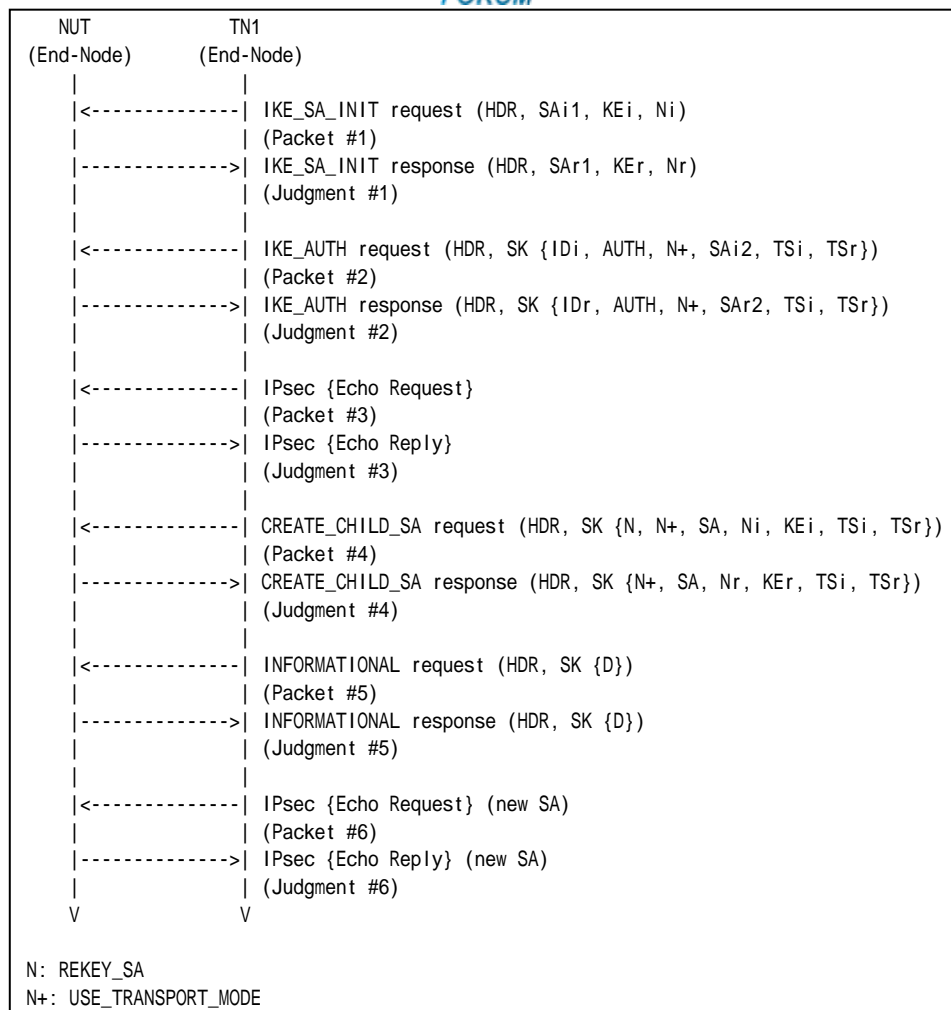 FORUM
NUT TN1
(End-Node) (End-Node)
| |
|<--------------| IKE_SA_INIT request (HDR, SAi1, KEi, Ni)
| | (Packet #1)
|-------------->| IKE_SA_INIT response (HDR, SAr1, KEr, Nr)
| | (Judgment #1)
| |
|<--------------| IKE_AUTH request (HDR, SK {IDi, AUTH, N+, SAi2, TSi, TSr})
| | (Packet #2)
|-------------->| IKE_AUTH response (HDR, SK {IDr, AUTH, N+, SAr2, TSi, TSr})
| | (Judgment #2)
| |
|<--------------| IPsec {Echo Request}
| | (Packet #3)
|-------------->| IPsec {Echo Reply}
| | (Judgment #3)
| |
|<--------------| CREATE_CHILD_SA request (HDR, SK {N, N+, SA, Ni, KEi, TSi, TSr})
| | (Packet #4)
|-------------->| CREATE_CHILD_SA response (HDR, SK {N+, SA, Nr, KEr, TSi, TSr})
| | (Judgment #4)
| |
|<--------------| INFORMATIONAL request (HDR, SK {D})
| | (Packet #5)
|-------------->| INFORMATIONAL response (HDR, SK {D})
| | (Judgment #5)
| |
|<--------------| IPsec {Echo Request} (new SA)
| | (Packet #6)
|-------------->| IPsec {Echo Reply} (new SA)
| | (Judgment #6)
V V
N: REKEY_SA
N+: USE_TRANSPORT_MODE